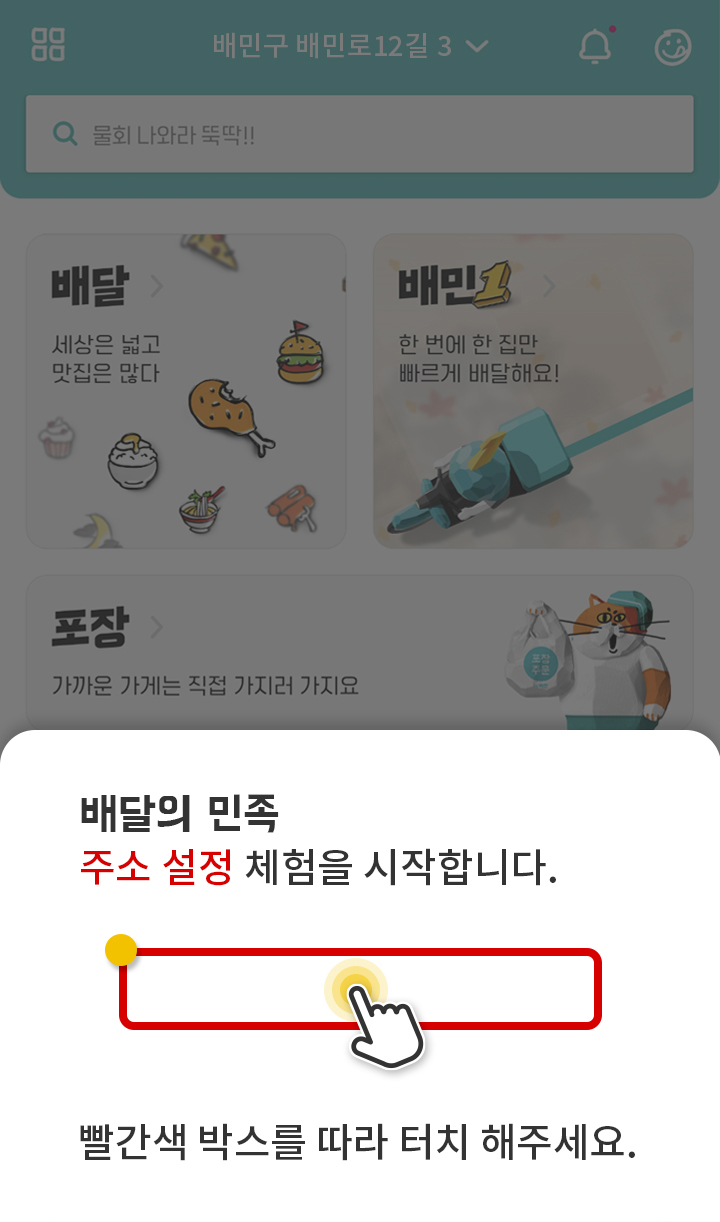 배민구 배민로12길 3
물회 나와라 뚝딱!!
배달
세상은 넓고
맛집은 많다
배민1
한 번에 한 집만
빠르게 배달해요!
포장
가까운 가게는 직접 가지러 가지요
포장
주문
배달의 민족
주소 설정 체험을 시작합니다.
빨간색 박스를 따라 터치 해주세요.